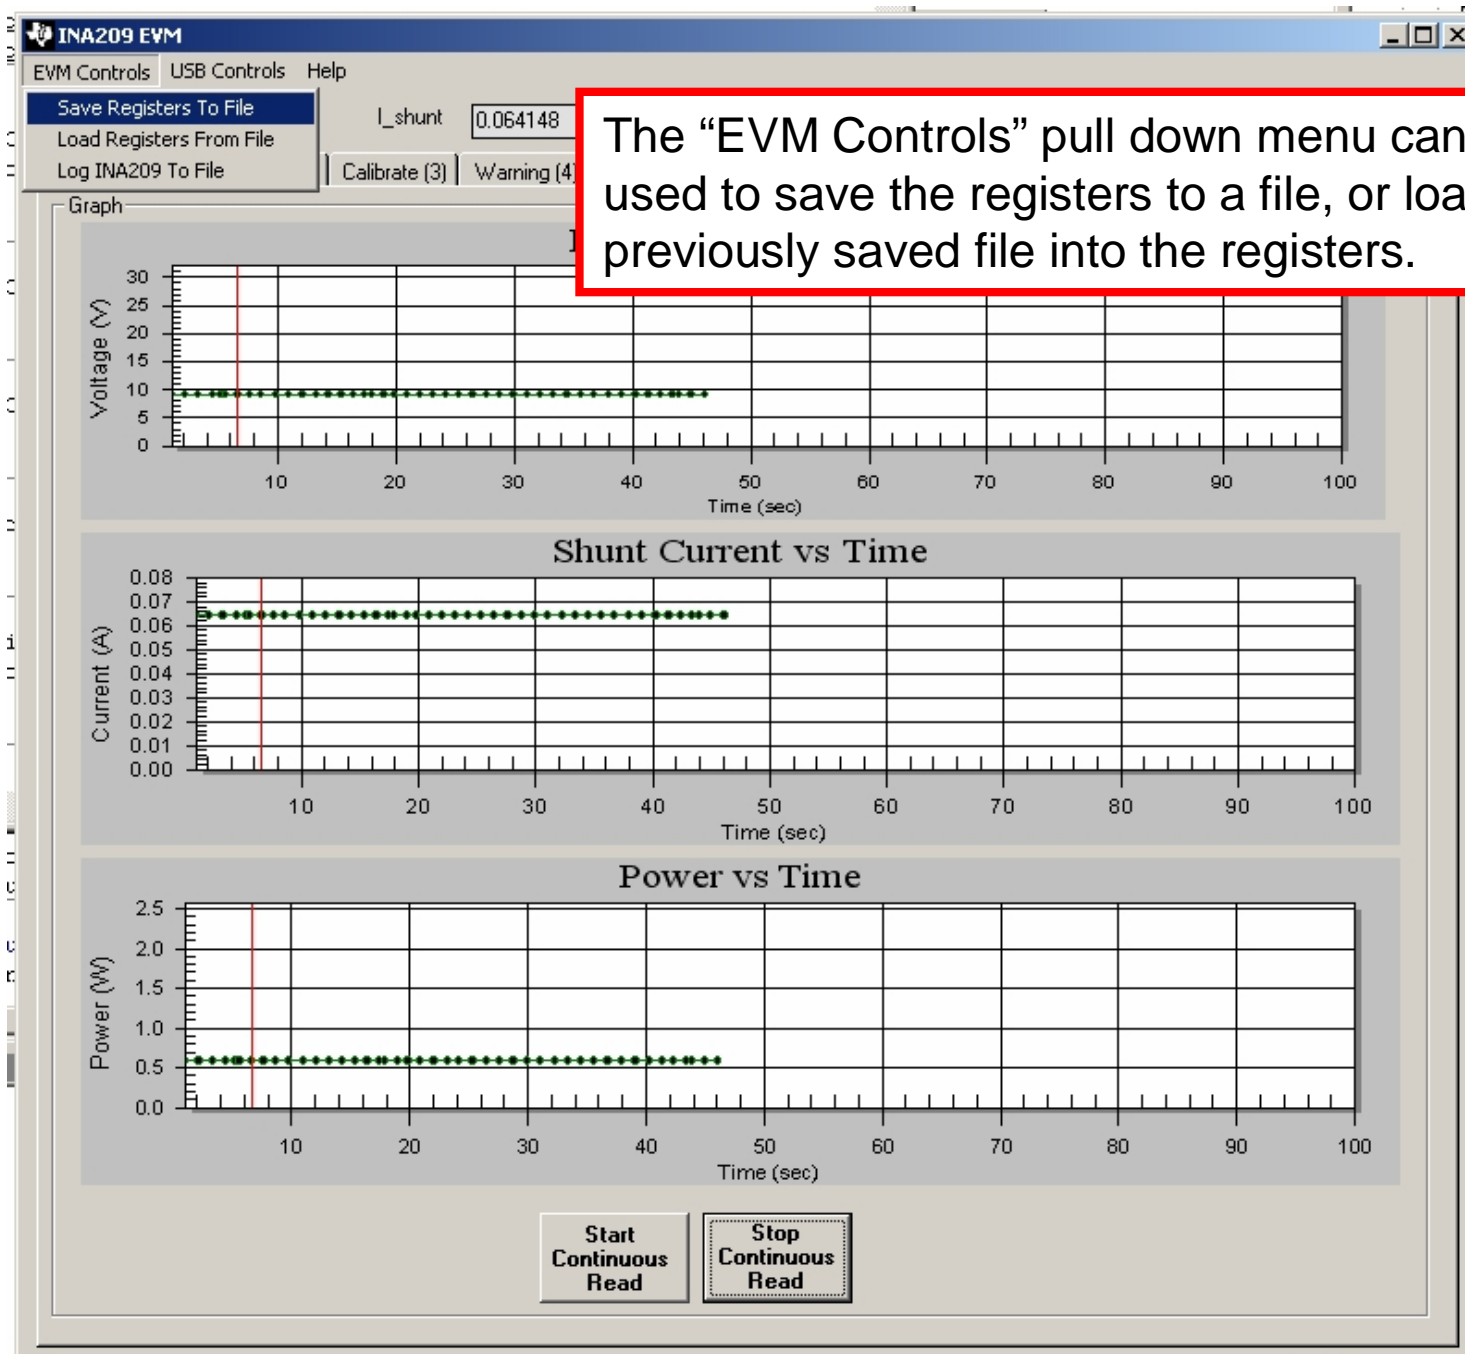 INA209 EVM
EVM Controls USB Controls Help
Save Registers To File
Load Registers From File
Log INA209 To File
I_shunt 0.064148
Calibrate (3) Warning (4)
The “EVM Controls” pull down menu can
used to save the registers to a file, or loa
previously saved file into the registers.
Graph
Voltage (V)
30
25
20
15
10
5
0
10 20 30 40 50 60 70 80 90 100
Time (sec)
Shunt Current vs Time
Current (A)
0.08
0.07
0.06
0.05
0.04
0.03
0.02
0.01
0.00
10 20 30 40 50 60 70 80 90 100
Time (sec)
Power vs Time
Power (W)
2.5
2.0
1.5
1.0
0.5
0.0
10 20 30 40 50 60 70 80 90 100
Time (sec)
Start
Continuous
Read
Stop
Continuous
Read